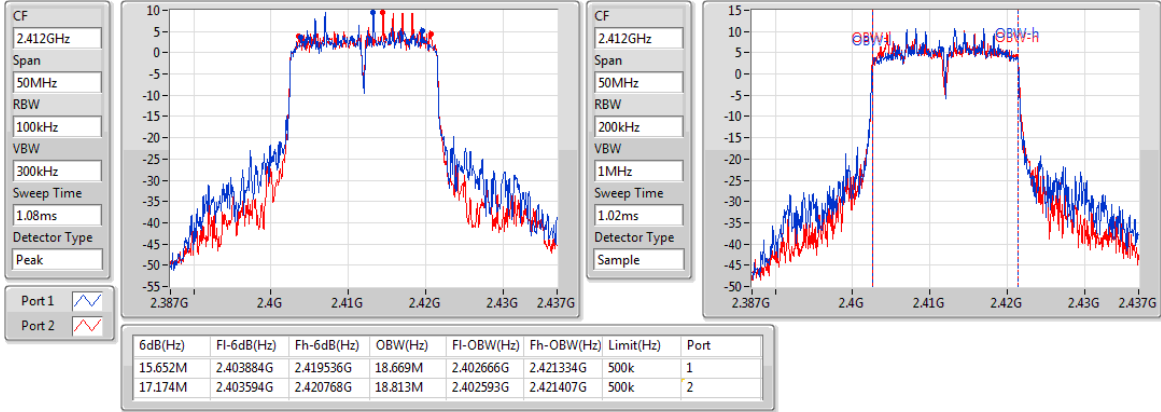 CF
2.412GHz
Span
50MHz
RBW
100kHz
VBW
300kHz
Sweep Time
1.08ms
Detector Type
Peak
Port 1
Port 2
10
5
0
-5
-10
-15
-20
-25
-30
-35
-40
-45
-50
-55
2.387G 2.4G 2.41G 2.42G 2.43G 2.437G
CF
2.412GHz
Span
50MHz
RBW
200kHz
VBW
1MHz
Sweep Time
1.02ms
Detector Type
Sample
15
10
5
0
-5
-10
-15
-20
-25
-30
-35
-40
-45
-50
OBW-h
OBW-h
2.387G 2.4G 2.41G 2.42G 2.43G 2.437G
6dB(Hz) Fl-6dB(Hz) Fh-6dB(Hz) OBW(Hz) Fl-OBW(Hz) Fh-OBW(Hz) Limit(Hz) Port
15.652M 2.403884G 2.419536G 18.669M 2.402666G 2.421334G 500k 1
17.174M 2.403594G 2.420768G 18.813M 2.402593G 2.421407G 500k 2